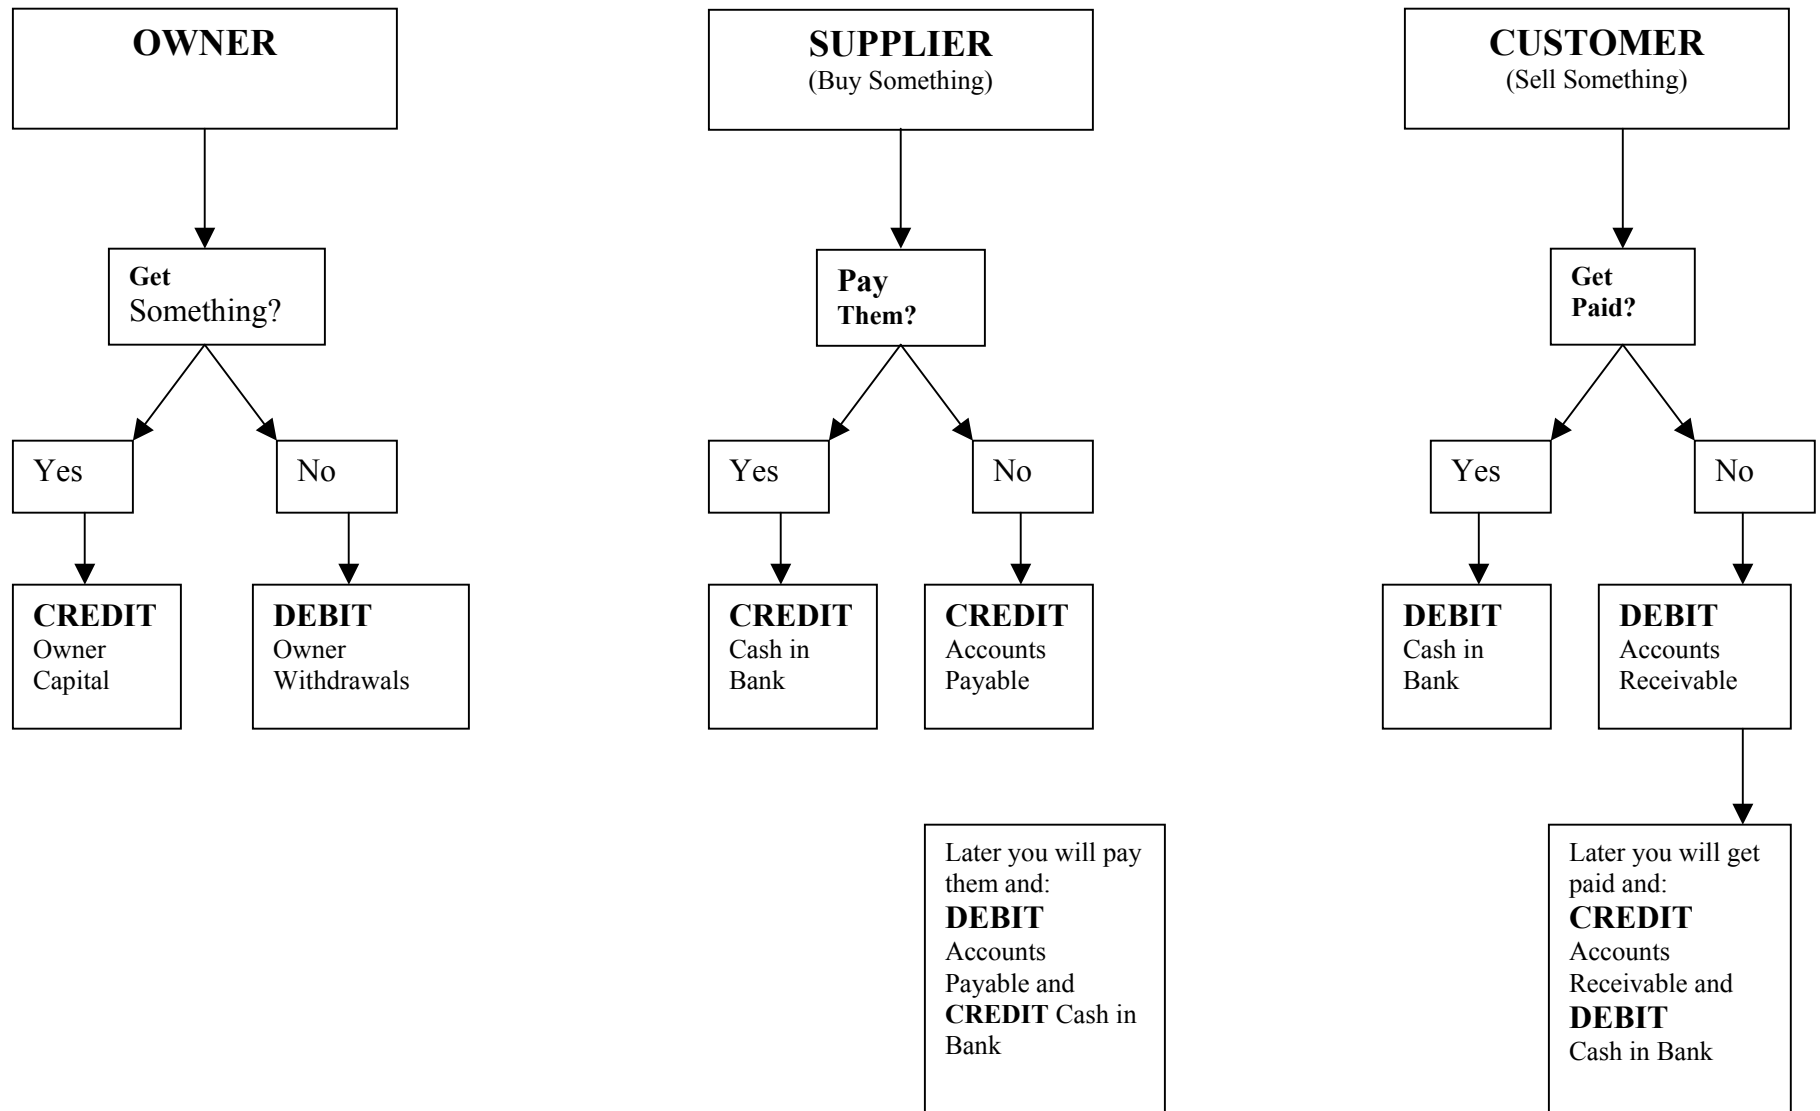 OWNER
Get
Something?
Yes
No
CREDIT
Owner
Capital
DEBIT
Owner
Withdrawals
SUPPLIER
(Buy Something)
Pay
Them?
Yes
No
CREDIT
Cash in
Bank
CREDIT
Accounts
Payable
Later you will pay
them and:
DEBIT
Accounts
Payable and
CREDIT Cash in
Bank
CUSTOMER
(Sell Something)
Get
Paid?
Yes
No
DEBIT
Cash in
Bank
DEBIT
Accounts
Receivable
Later you will get
paid and:
CREDIT
Accounts
Receivable and
DEBIT
Cash in Bank